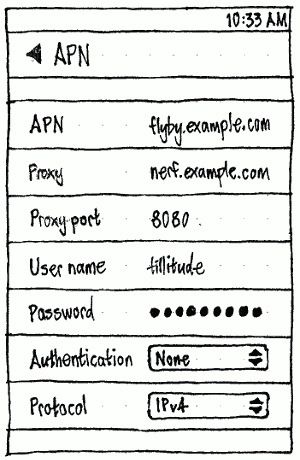 10:33 AM
APN
APN flyby.example.com
Proxy nerf.example.com
Proxy port 8080
User name tillitude
Password ●●●●●●●●●
Authentication None
Protocol IPv4